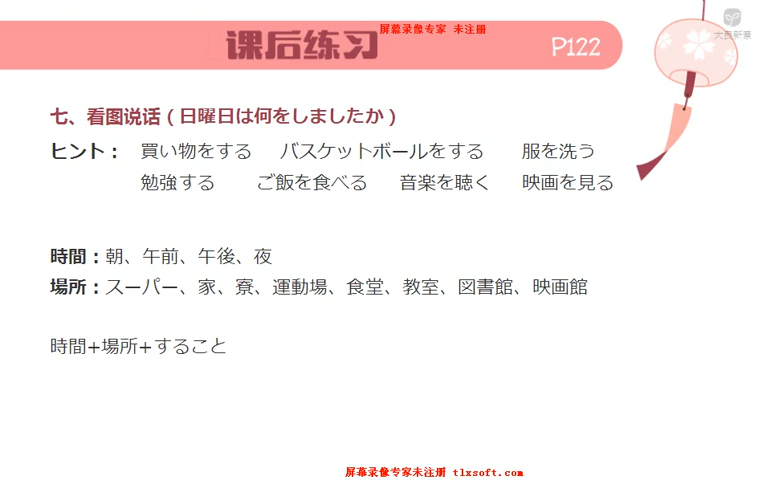 屏幕录像专家 未注册
课后练习
P122
大良新景
七、看图说话（日曜日は何をしましたか）
ヒント： 買い物をする バスケットボールをする 服を洗う
勉強する ご飯を食べる 音楽を聴く 映画を見る
時間：朝、午前、午後、夜
場所：スーパー、家、寮、運動場、食堂、教室、図書館、映画館
時間+場所+すること
屏幕录像专家未注册 tlxsoft.com